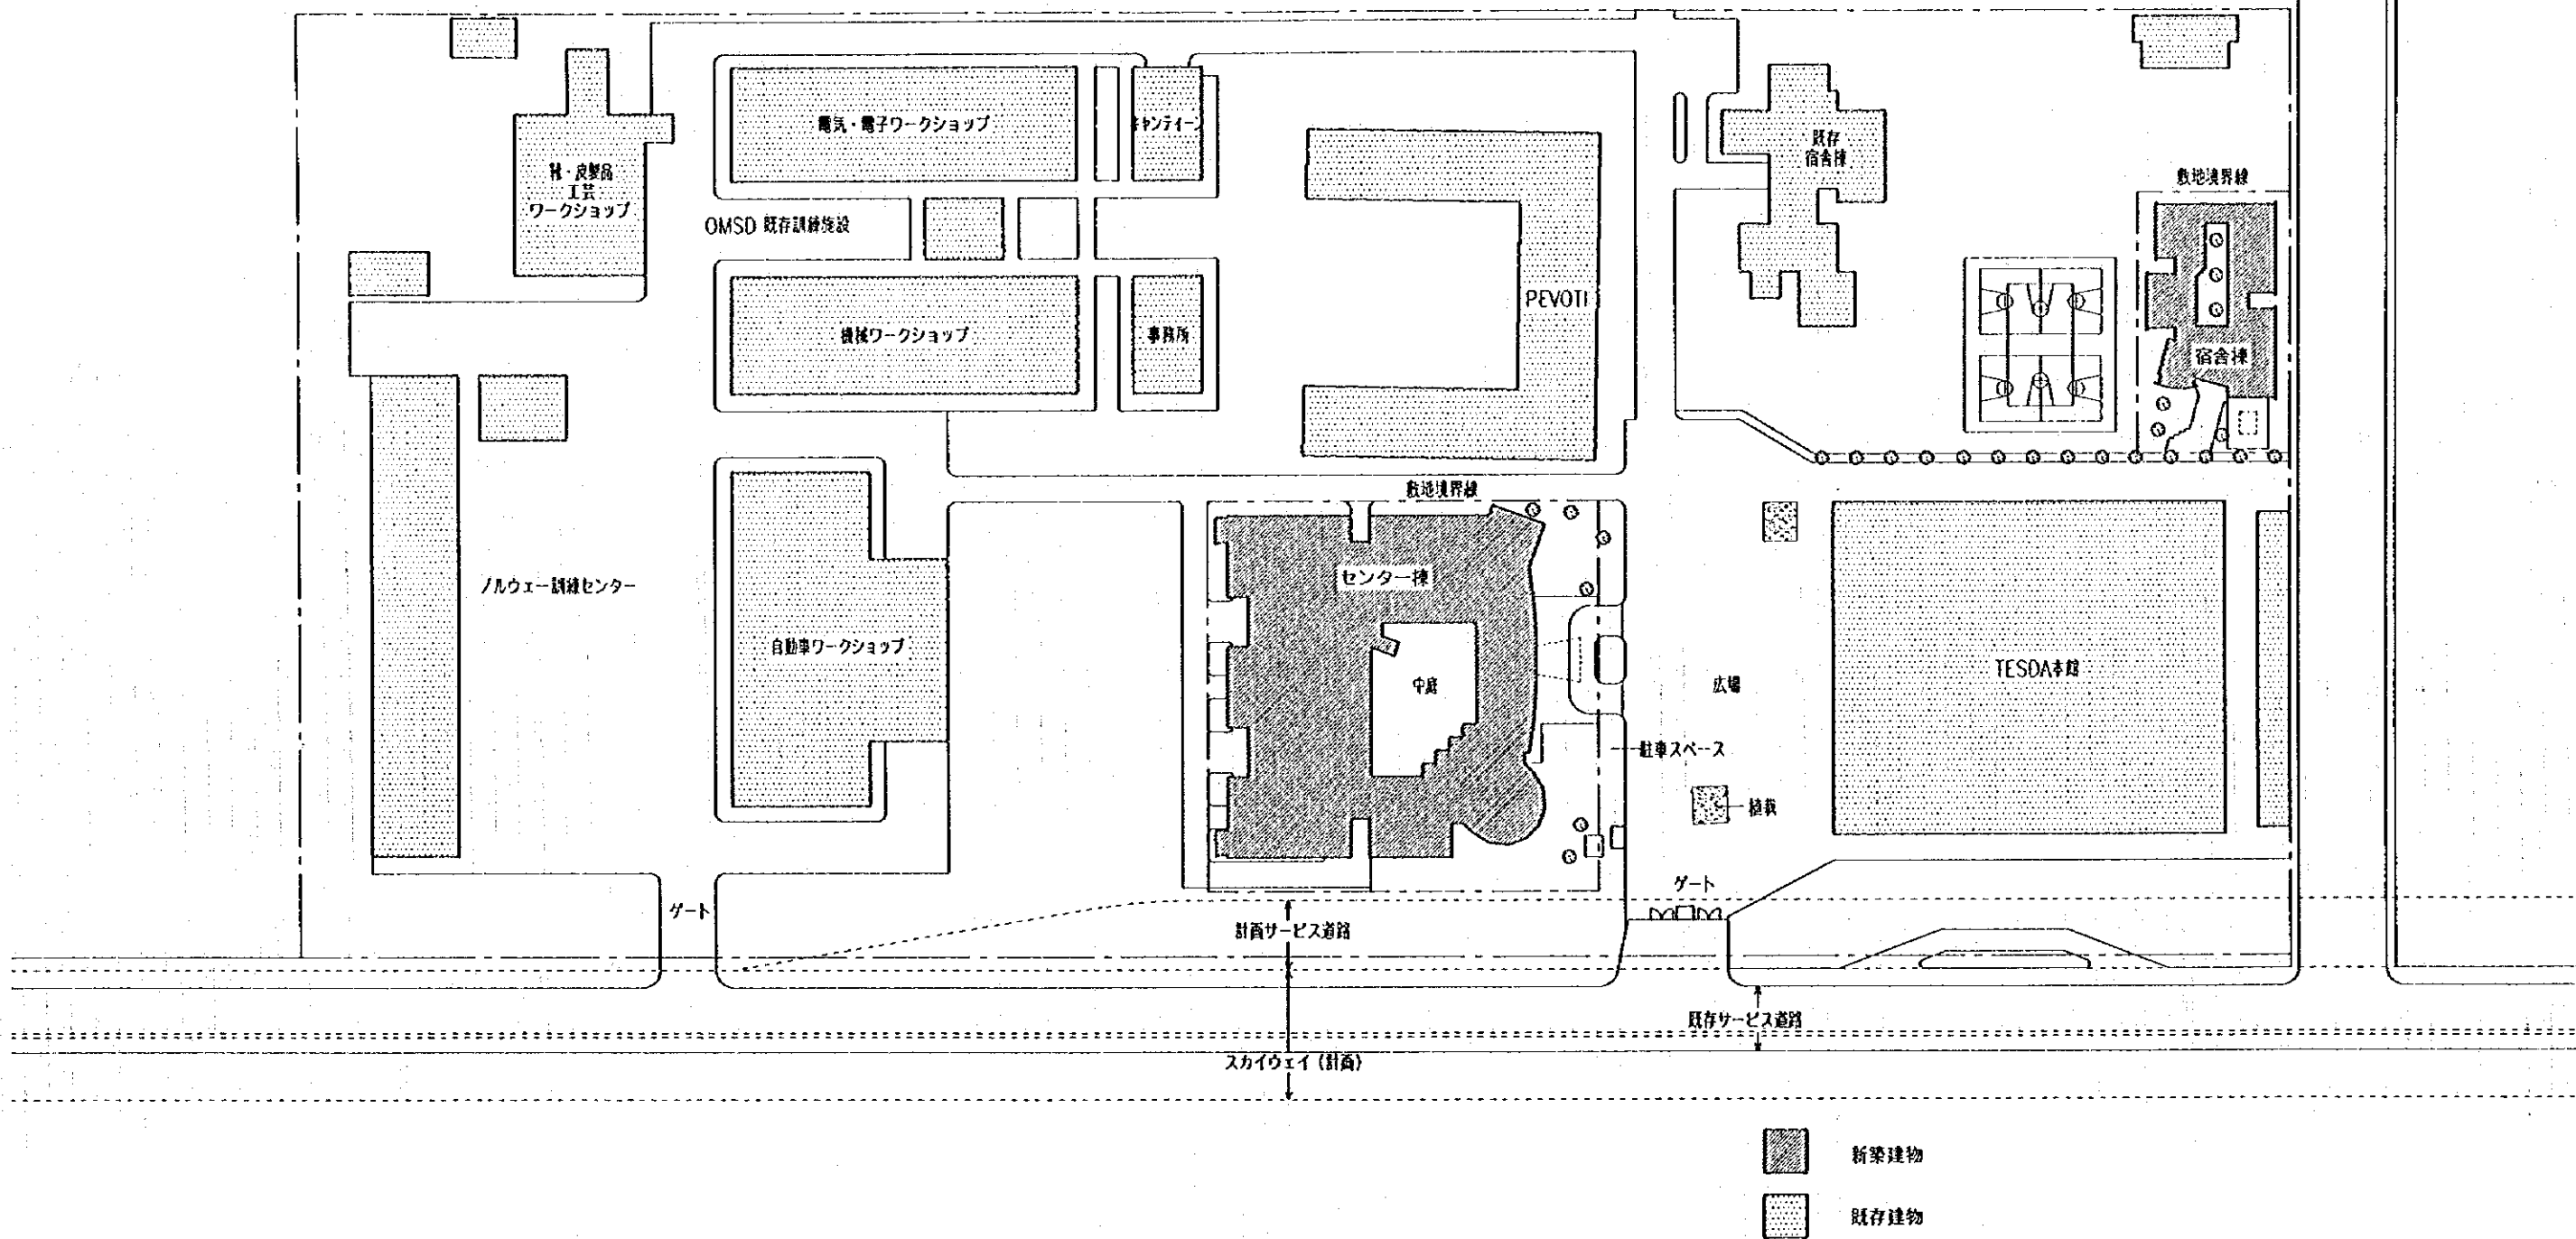 電気・電子ワークショップ
キャンティーン
既存
宿舎棟
靴・皮製品
工芸
ワークショップ
敷地境界線
OMSD 既存訓練施設
PEVOTI
機械ワークショップ
事務所
宿舎棟
敷地境界線
センター棟
ノルウェー訓練センター
自動車ワークショップ
中庭
広場
TESDA本館
駐車スペース
植栽
ゲート
ゲート
計画サービス道路
既存サービス道路
スカイウェイ (計画)
新築建物
既存建物